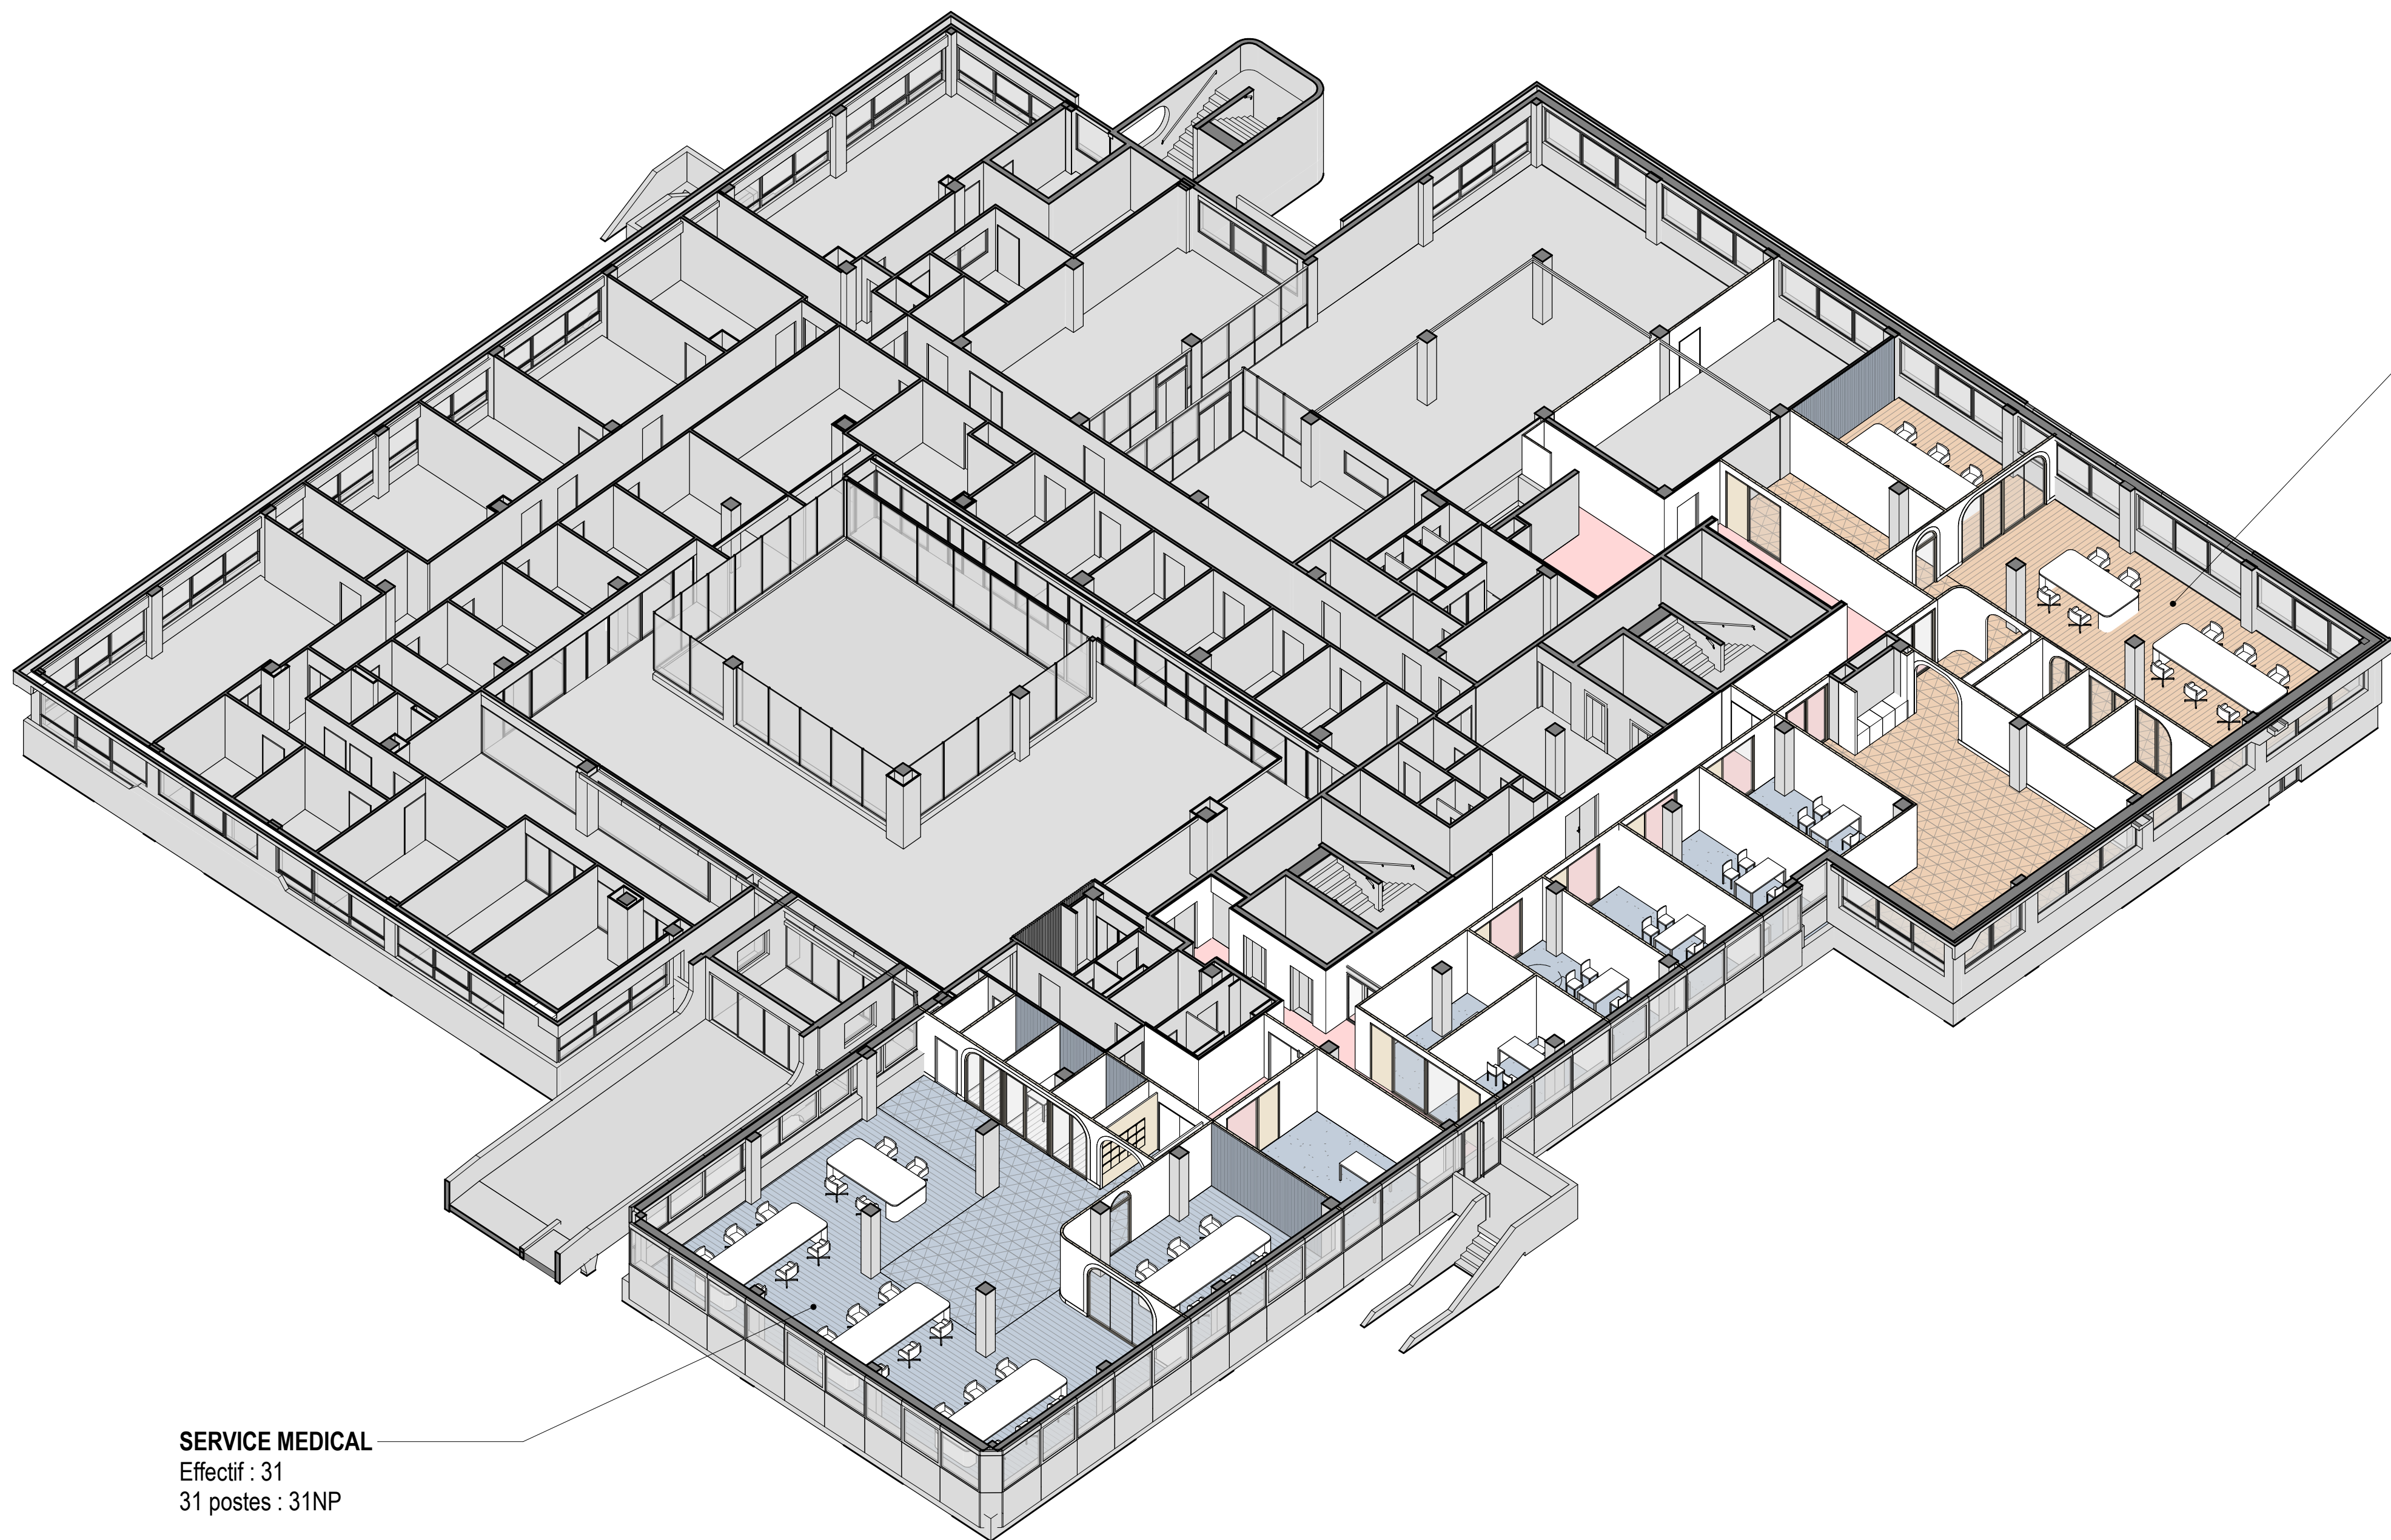 SERVICE MEDICAL
Effectif : 31
31 postes : 31NP